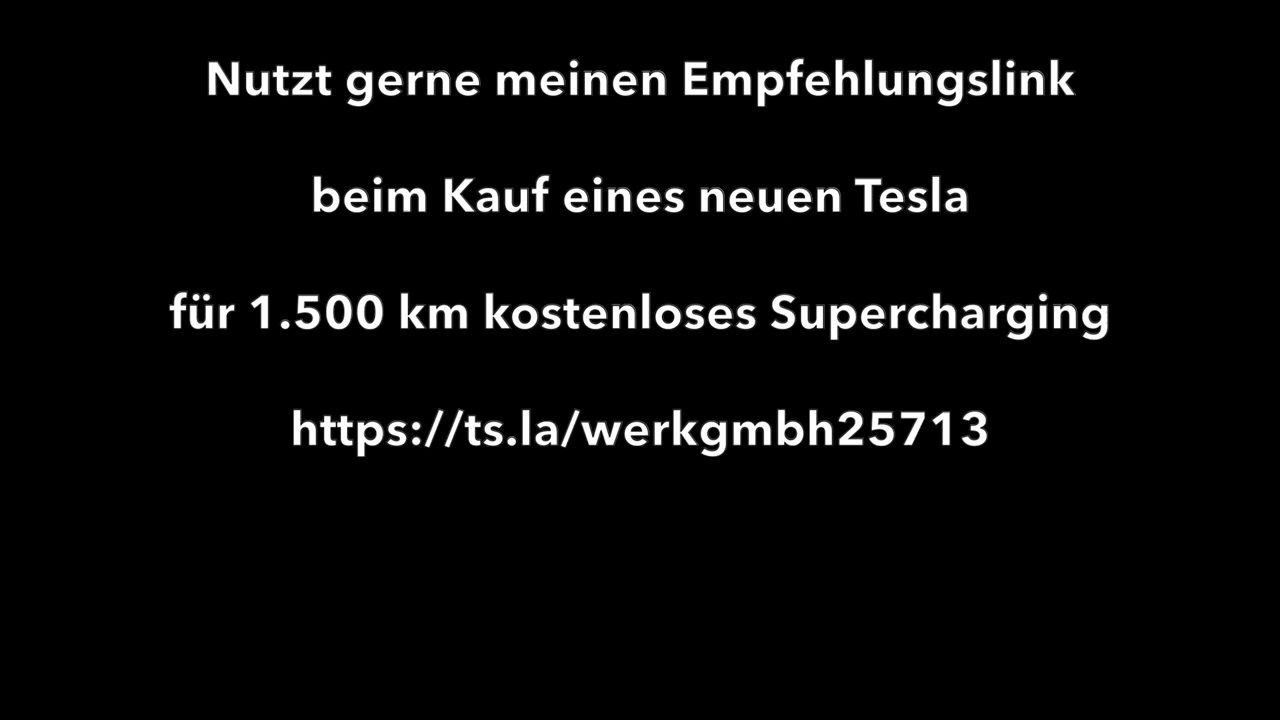 Nutzt gerne meinen Empfehlungslink
beim Kauf eines neuen Tesla
für 1.500 km kostenloses Supercharging
https://ts.la/werkgmbh25713